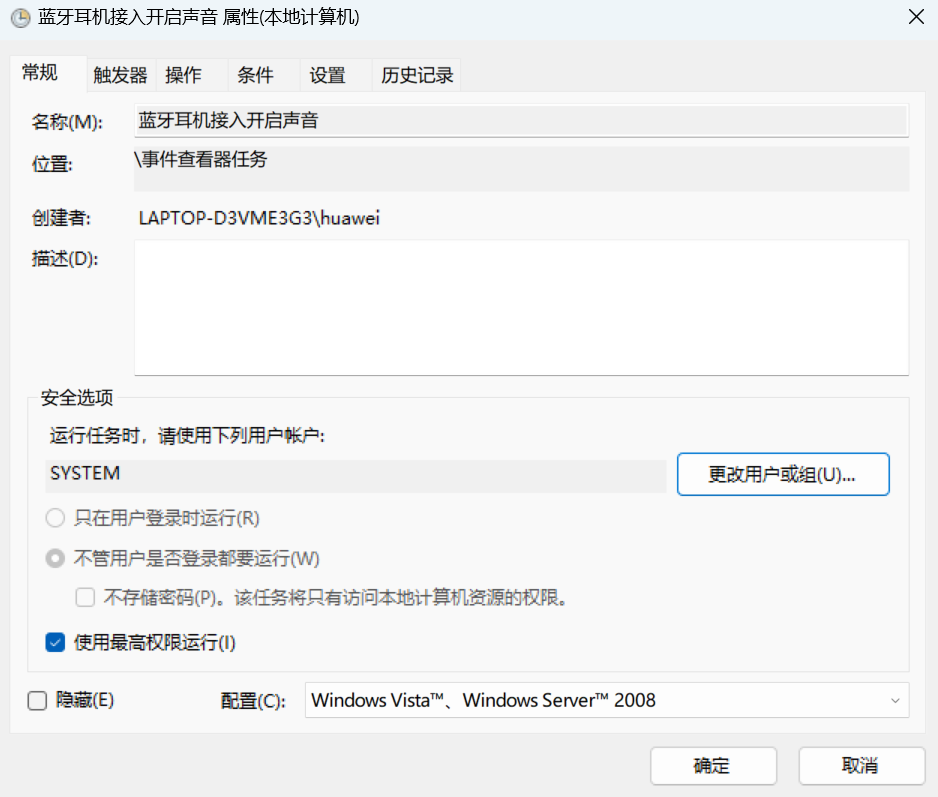 蓝牙耳机接入开启声音 属性(本地计算机)
常规 触发器 操作 条件 设置 历史记录
名称(M): 蓝牙耳机接入开启声音
位置: \事件查看器任务
创建者: LAPTOP-D3VME3G3\huawei
描述(D):
安全选项
运行任务时，请使用下列用户帐户:
SYSTEM 更改用户或组(U)...
只在用户登录时运行(R)
不管用户是否登录都要运行(W)
不存储密码(P)。该任务将只有访问本地计算机资源的权限。
使用最高权限运行(I)
隐藏(E) 配置(C): Windows Vista™、Windows Server™ 2008
确定 取消